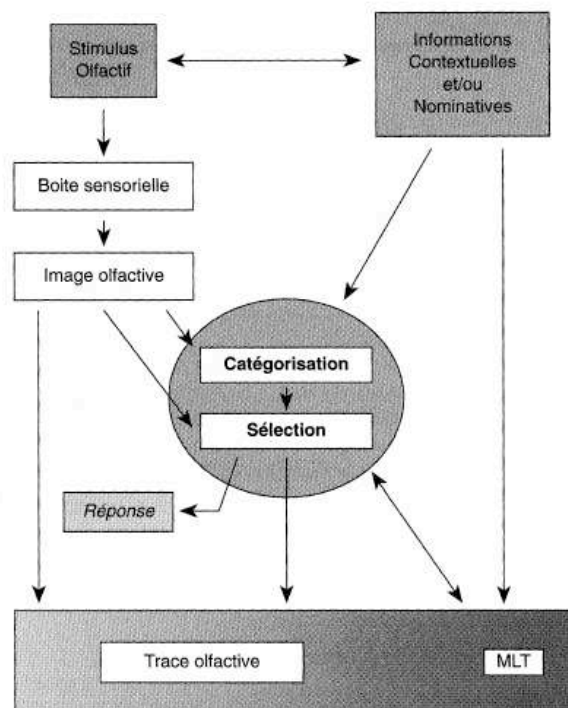 Stimulus
Olfactif
Informations
Contextuelles
et/ou
Nominatives
Boite sensorielle
Image olfactive
Catégorisation
Sélection
Réponse
Trace olfactive
MLT